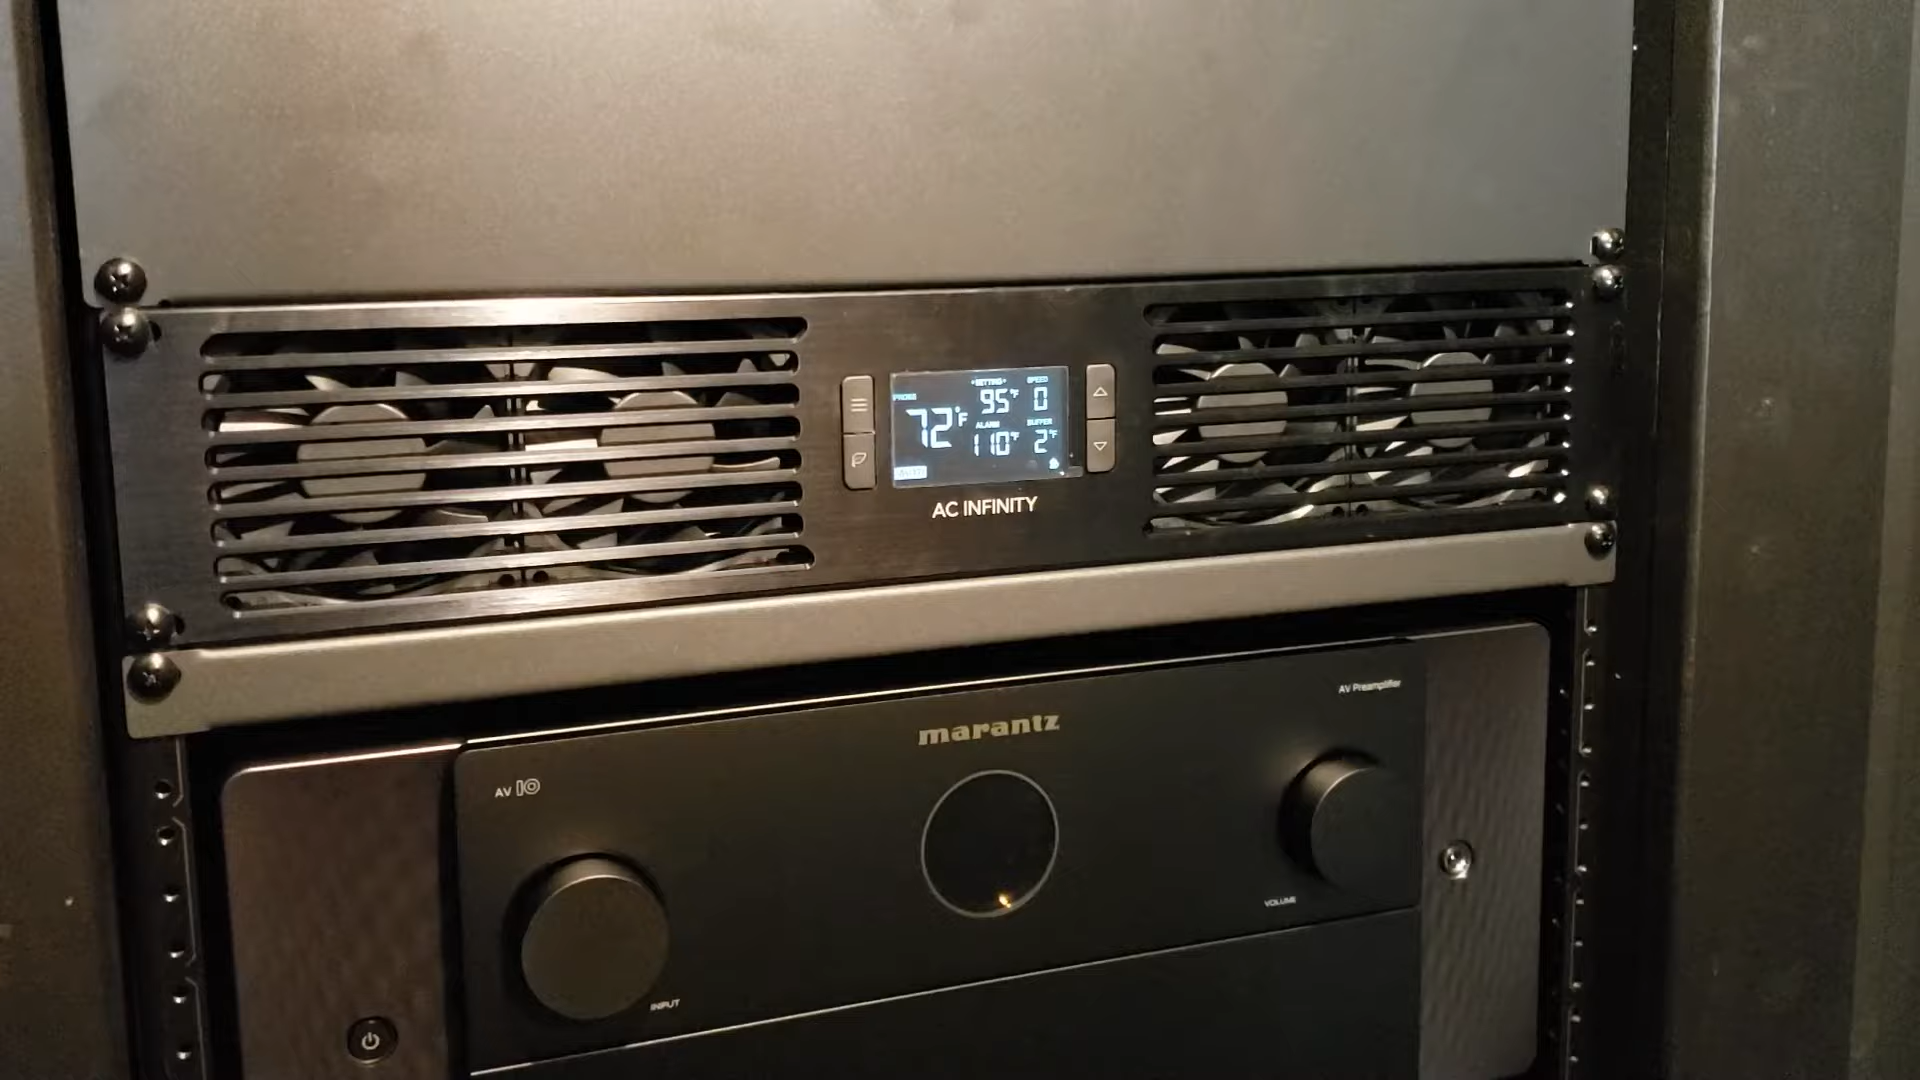 PROBE
72°F
•SETTING•
95°F
SPEED
0
ALARM
110°F
BUFFER
2°F
AC INFINITY
marantz
AV Preamplifier
AV 10
VOLUME
INPUT